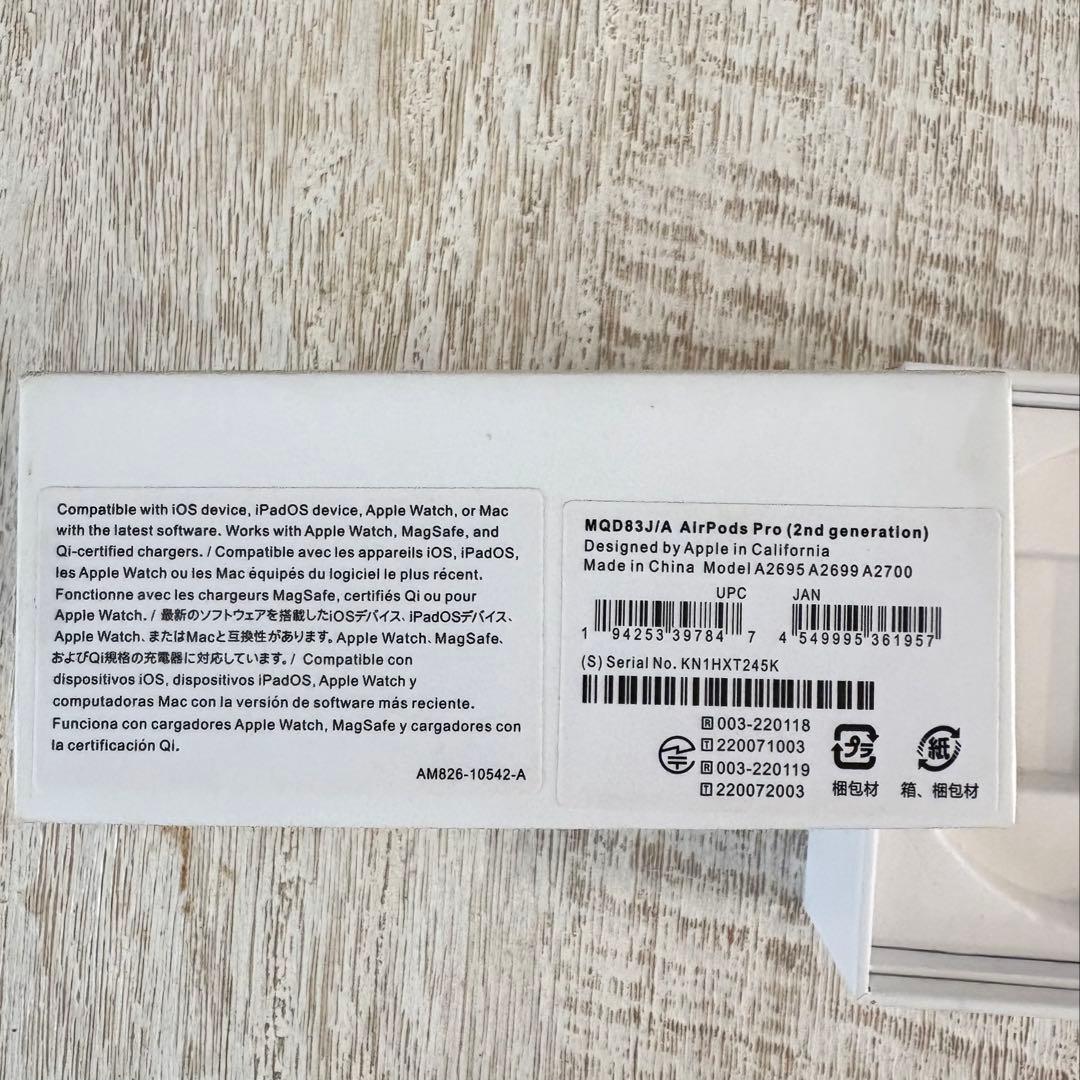 Compatible with iOS device, iPadOS device, Apple Watch, or Mac
with the latest software. Works with Apple Watch, MagSafe, and
Qi-certified chargers. / Compatible avec les appareils iOS, iPadOS,
les Apple Watch ou les Mac équipés du logiciel le plus récent.
Fonctionne avec les chargeurs MagSafe, certifiés Qi ou pour
Apple Watch. / 最新のソフトウェアを搭載したiOSデバイス、iPadOSデバイス、
Apple Watch、またはMacと互換性があります。Apple Watch、MagSafe、
およびQi規格の充電器に対応しています。/ Compatible con
dispositivos iOS, dispositivos iPadOS, Apple Watch y
computadoras Mac con la versión de software más reciente.
Funciona con cargadores Apple Watch, MagSafe y cargadores con
la certificación Qi.
AM826-10542-A
MQD83J/A AirPods Pro (2nd generation)
Designed by Apple in California
Made in China Model A2695 A2699 A2700
UPC JAN
1 94253 39784 7 4 549995 361957
(S) Serial No. KN1HXT245K
R 003-220118
T 220071003
R 003-220119
T 220072003
プラ 紙
梱包材 箱、梱包材